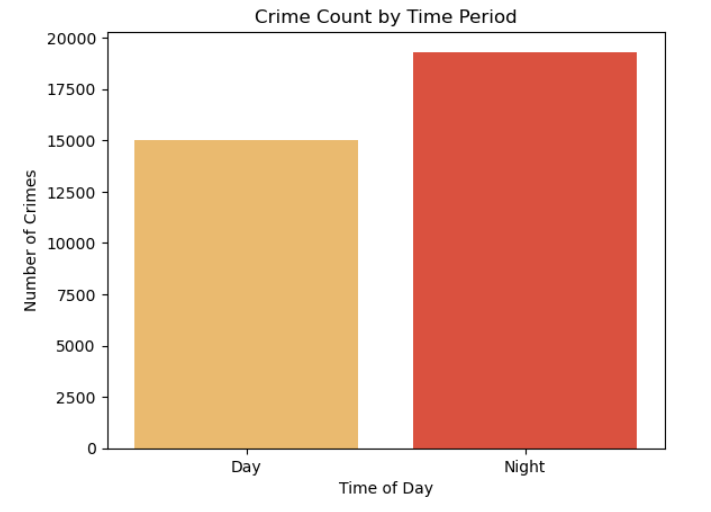 Crime Count by Time Period
20000
17500
15000
12500
10000
7500
5000
2500
0
Number of Crimes
Day
Night
Time of Day